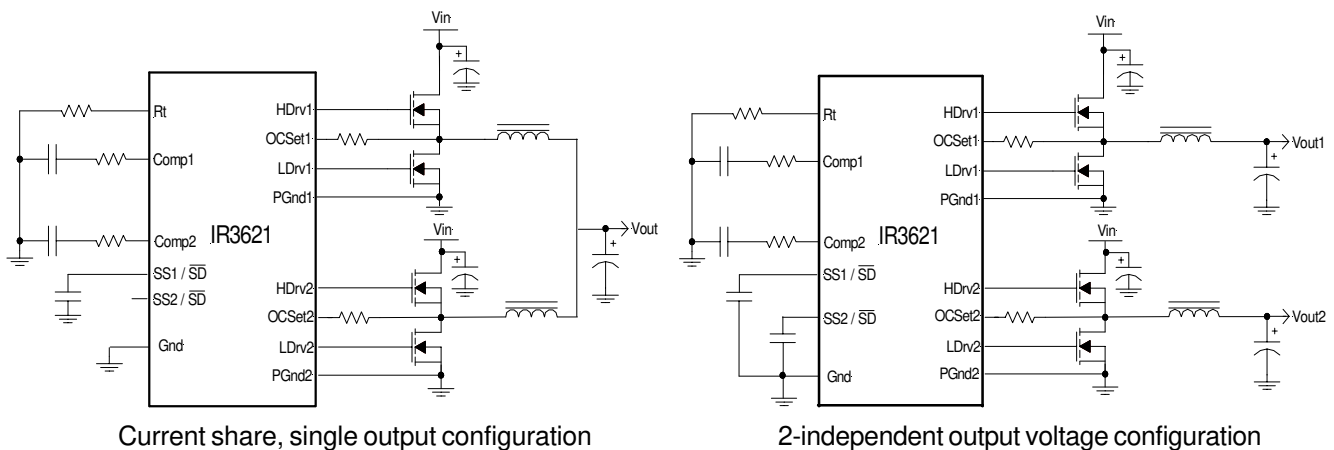 Vin
+
Rt
HDrv1
OCSet1
Comp1
LDrv1
PGnd1
IR3621
Comp2
Vin
Vout
+
+
SS1 / SD
HDrv2
SS2 / SD
OCSet2
Gnd
LDrv2
PGnd2
Current share, single output configuration
Vin
+
Rt
HDrv1
OCSet1
Vout1
Comp1
+
LDrv1
PGnd1
IR3621
Comp2
Vin
+
SS1 / SD
HDrv2
SS2 / SD
OCSet2
Vout2
+
LDrv2
Gnd
PGnd2
2-independent output voltage configuration